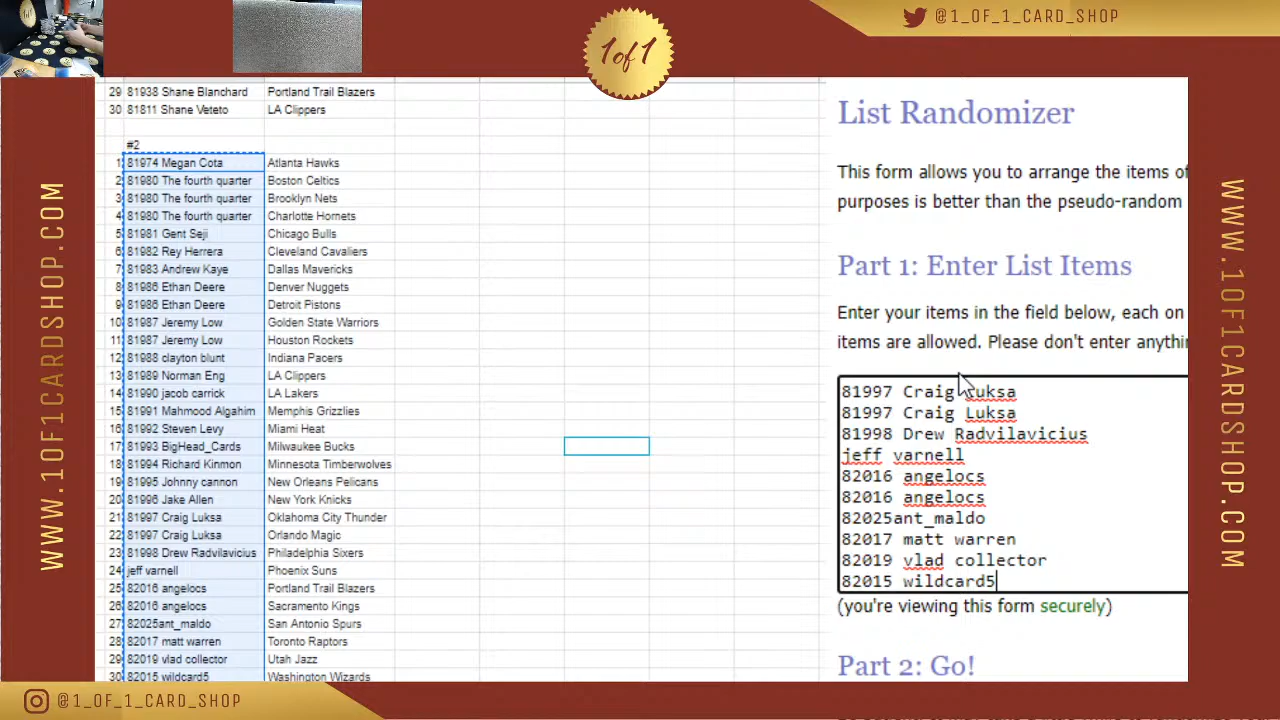 @1_OF_1_CARD_SHOP
1of1
WWW.1OF1CARDSHOP.COM
29 81938 Shane Blanchard Portland Trail Blazers
30 81811 Shane Veteto LA Clippers
#2
1 81974 Megan Cota Atlanta Hawks
2 81980 The fourth quarter Boston Celtics
3 81980 The fourth quarter Brooklyn Nets
4 81980 The fourth quarter Charlotte Hornets
5 81981 Gent Seji Chicago Bulls
6 81982 Rey Herrera Cleveland Cavaliers
7 81983 Andrew Kaye Dallas Mavericks
8 81986 Ethan Deere Denver Nuggets
9 81986 Ethan Deere Detroit Pistons
10 81987 Jeremy Low Golden State Warriors
11 81987 Jeremy Low Houston Rockets
12 81988 clayton blunt Indiana Pacers
13 81989 Norman Eng LA Clippers
14 81990 jacob carrick LA Lakers
15 81991 Mahmood Algahim Memphis Grizzlies
16 81992 Steven Levy Miami Heat
17 81993 BigHead_Cards Milwaukee Bucks
18 81994 Richard Kinmon Minnesota Timberwolves
19 81995 Johnny cannon New Orleans Pelicans
20 81996 Jake Allen New York Knicks
21 81997 Craig Luksa Oklahoma City Thunder
22 81997 Craig Luksa Orlando Magic
23 81998 Drew Radvilavicius Philadelphia Sixers
24 jeff varnell Phoenix Suns
25 82016 angelocs Portland Trail Blazers
26 82016 angelocs Sacramento Kings
27 82025ant_maldo San Antonio Spurs
28 82017 matt warren Toronto Raptors
29 82019 vlad collector Utah Jazz
30 82015 wildcard5 Washington Wizards
List Randomizer
This form allows you to arrange the items of
purposes is better than the pseudo-random
Part 1: Enter List Items
Enter your items in the field below, each on
items are allowed. Please don't enter anythi
81997 Craig Luksa
81997 Craig Luksa
81998 Drew Radvilavicius
jeff varnell
82016 angelocs
82016 angelocs
82025ant_maldo
82017 matt warren
82019 vlad collector
82015 wildcard5
(you're viewing this form securely)
Part 2: Go!
WWW.1OF1CARDSHOP.COM
@1_OF_1_CARD_SHOP